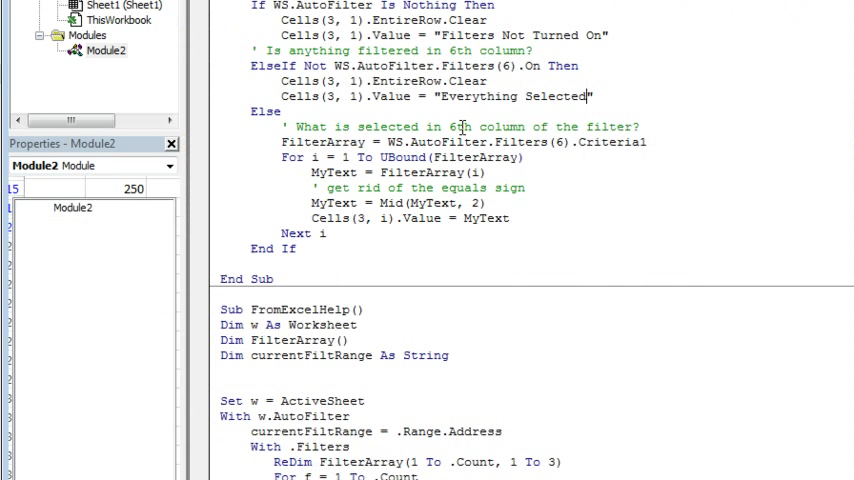 Sheet1 (Sheet1)
ThisWorkbook
Modules
Module2
Properties - Module2
Module2 Module
15 250
Module2
If WS.AutoFilter Is Nothing Then
Cells(3, 1).EntireRow.Clear
Cells(3, 1).Value = "Filters Not Turned On"
' Is anything filtered in 6th column?
ElseIf Not WS.AutoFilter.Filters(6).On Then
Cells(3, 1).EntireRow.Clear
Cells(3, 1).Value = "Everything Selected"
Else
' What is selected in 6th column of the filter?
FilterArray = WS.AutoFilter.Filters(6).Criteria1
For i = 1 To UBound(FilterArray)
MyText = FilterArray(i)
' get rid of the equals sign
MyText = Mid(MyText, 2)
Cells(3, i).Value = MyText
Next i
End If
End Sub
Sub FromExcelHelp()
Dim w As Worksheet
Dim FilterArray()
Dim currentFiltRange As String
Set w = ActiveSheet
With w.AutoFilter
currentFiltRange = .Range.Address
With .Filters
ReDim FilterArray(1 To .Count, 1 To 3)
For f = 1 To .Count